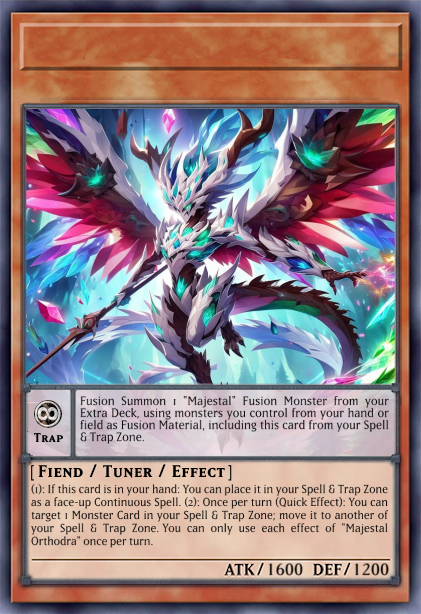 Fusion Summon 1 "Majestal" Fusion Monster from your
Extra Deck, using monsters you control from your hand or
field as Fusion Material, including this card from your Spell
& Trap Zone.
TRAP
[ FIEND / TUNER / EFFECT ]
(1): If this card is in your hand: You can place it in your Spell & Trap Zone
as a face-up Continuous Spell. (2): Once per turn (Quick Effect): You can
target 1 Monster Card in your Spell & Trap Zone; move it to another of
your Spell & Trap Zone. You can only use each effect of "Majestal
Orthodra" once per turn.
ATK/1600 DEF/1200